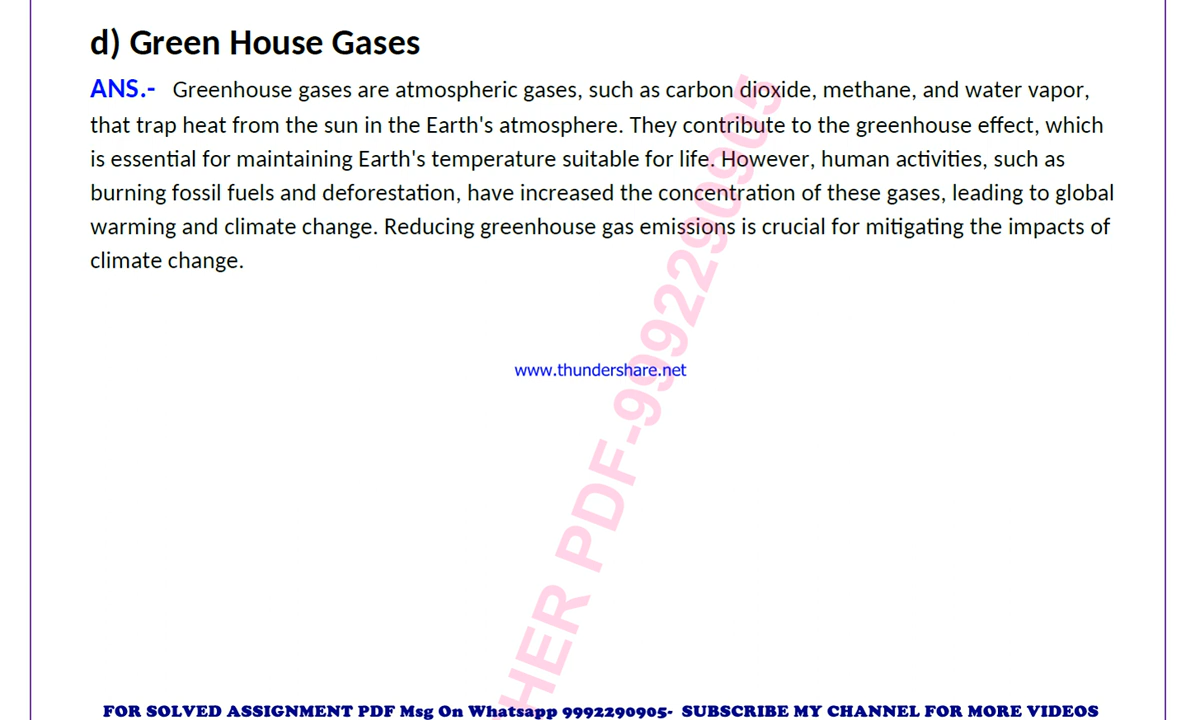 d) Green House Gases
ANS.- Greenhouse gases are atmospheric gases, such as carbon dioxide, methane, and water vapor,
that trap heat from the sun in the Earth's atmosphere. They contribute to the greenhouse effect, which
is essential for maintaining Earth's temperature suitable for life. However, human activities, such as
burning fossil fuels and deforestation, have increased the concentration of these gases, leading to global
warming and climate change. Reducing greenhouse gas emissions is crucial for mitigating the impacts of
climate change.
www.thundershare.net
HER PDF-9992290905
FOR SOLVED ASSIGNMENT PDF Msg On Whatsapp 9992290905- SUBSCRIBE MY CHANNEL FOR MORE VIDEOS